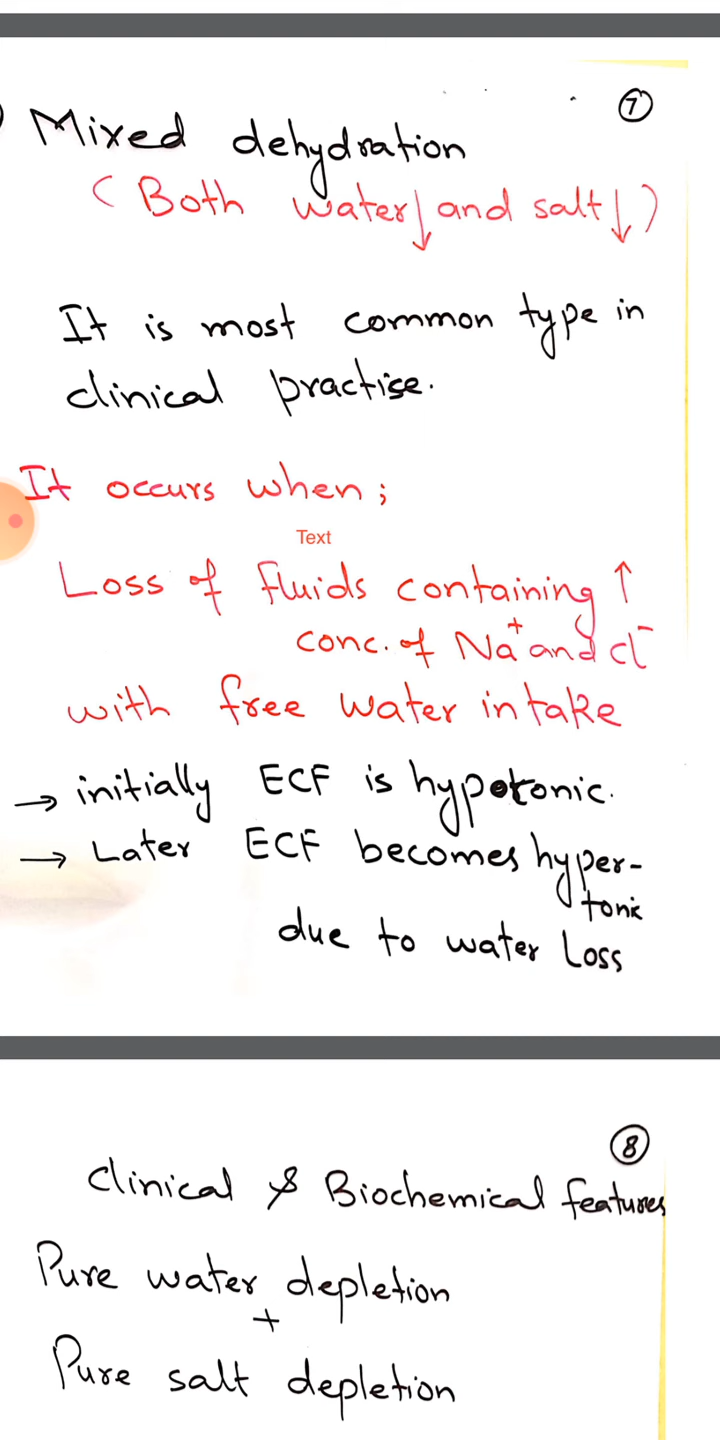 7
Mixed dehydration
(Both water↓ and salt↓)
It is most common type in
clinical practise.
It occurs when;
Text
Loss of fluids containing ↑
conc. of Na⁺ and cl⁻
with free water intake
→ initially ECF is hypotonic.
→ Later ECF becomes hyper-
tonic
due to water Loss
8
Clinical & Biochemical features
Pure water depletion
+
Pure salt depletion